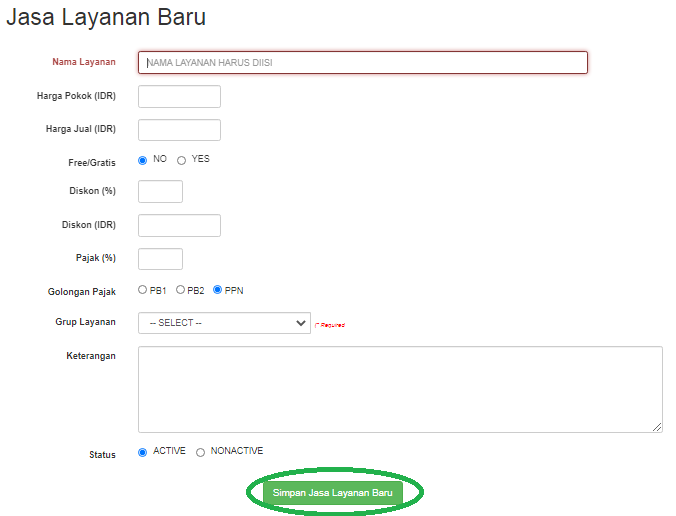 Jasa Layanan Baru
Nama Layanan NAMA LAYANAN HARUS DIISI
Harga Pokok (IDR)
Harga Jual (IDR)
Free/Gratis NO YES
Diskon (%)
Diskon (IDR)
Pajak (%)
Golongan Pajak PB1 PB2 PPN
Grup Layanan -- SELECT -- (* Required
Keterangan
Status ACTIVE NONACTIVE
Simpan Jasa Layanan Baru